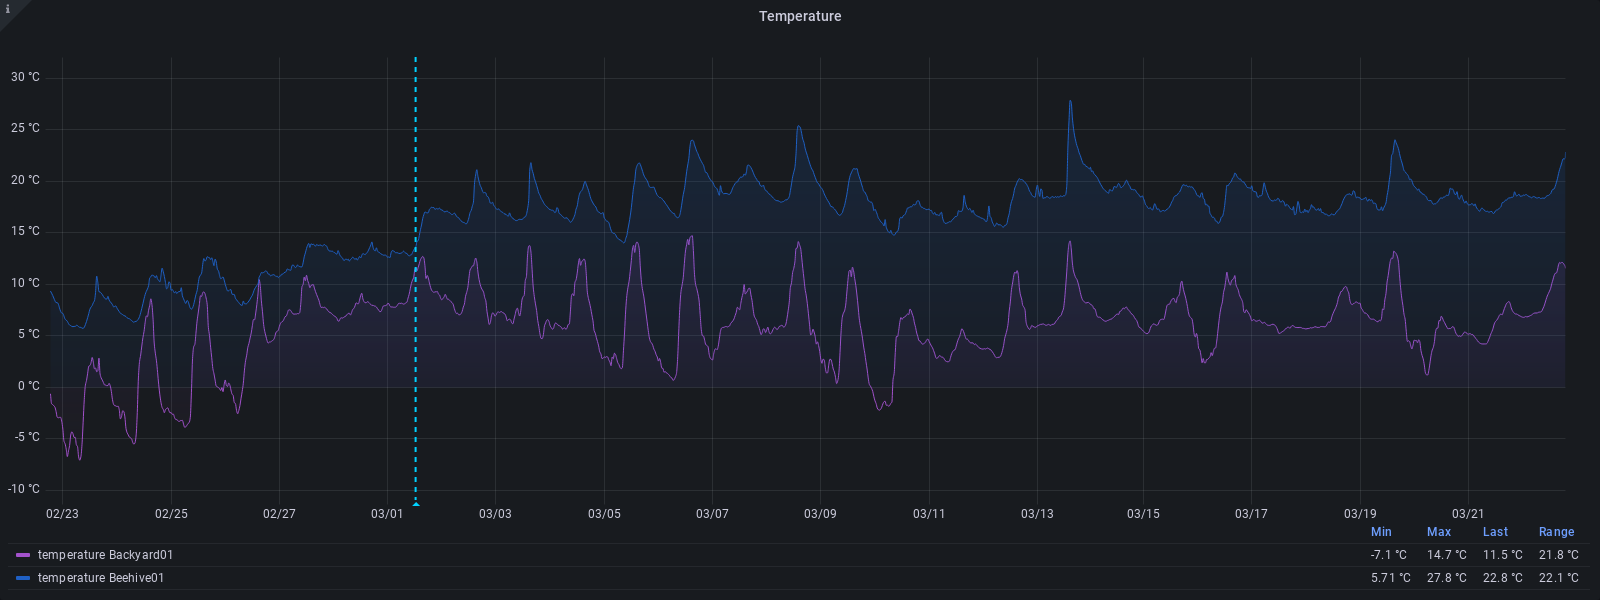 i
Temperature
30 °C
25 °C
20 °C
15 °C
10 °C
5 °C
0 °C
-5 °C
-10 °C
02/23 02/25 02/27 03/01 03/03 03/05 03/07 03/09 03/11 03/13 03/15 03/17 03/19 03/21
Min Max Last Range
temperature Backyard01 -7.1 °C 14.7 °C 11.5 °C 21.8 °C
temperature Beehive01 5.71 °C 27.8 °C 22.8 °C 22.1 °C